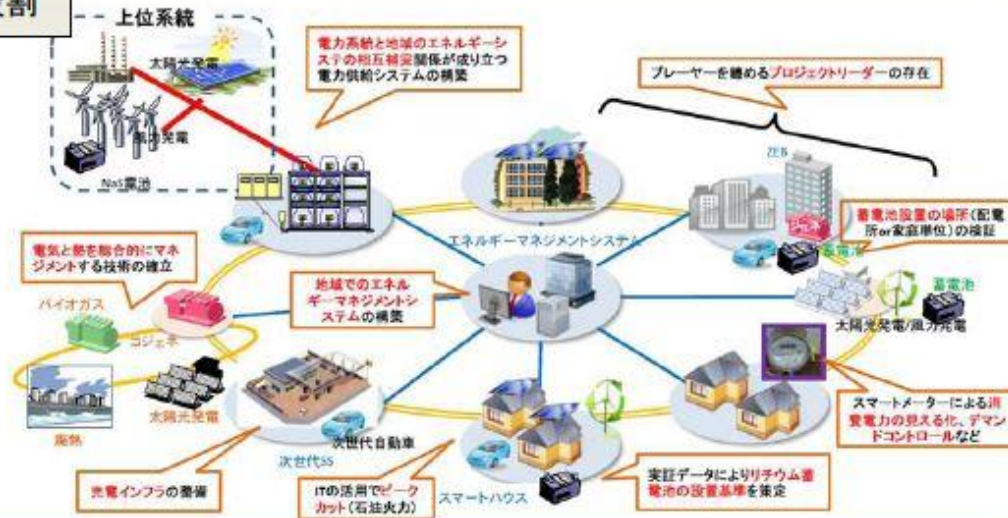 割
上位系統
太陽光発電
風力発電
NaS電池
電力系統と地域のエネルギーシ
ステの相互補完関係が成り立つ
電力供給システムの構築
プレーヤーを纏めるプロジェクトリーダーの存在
ZEB
蓄電池設置の場所(配電
所or家庭単位)の検証
蓄電池
エネルギーマネジメントシステム
電気と熱を総合的にマネ
ジメントする技術の確立
地域でのエネル
ギーマネジメントシ
ステムの構築
バイオガス
コジェネ
蓄電池
太陽光発電/風力発電
廃熱
太陽光発電
次世代自動車
次世代SS
スマートメーターによる消
費電力の見える化、デマン
ドコントロールなど
充電インフラの整備
ITの活用でピーク
カット(石油火力)
スマートハウス
実証データによりリチウム蓄
電池の設置基準を策定